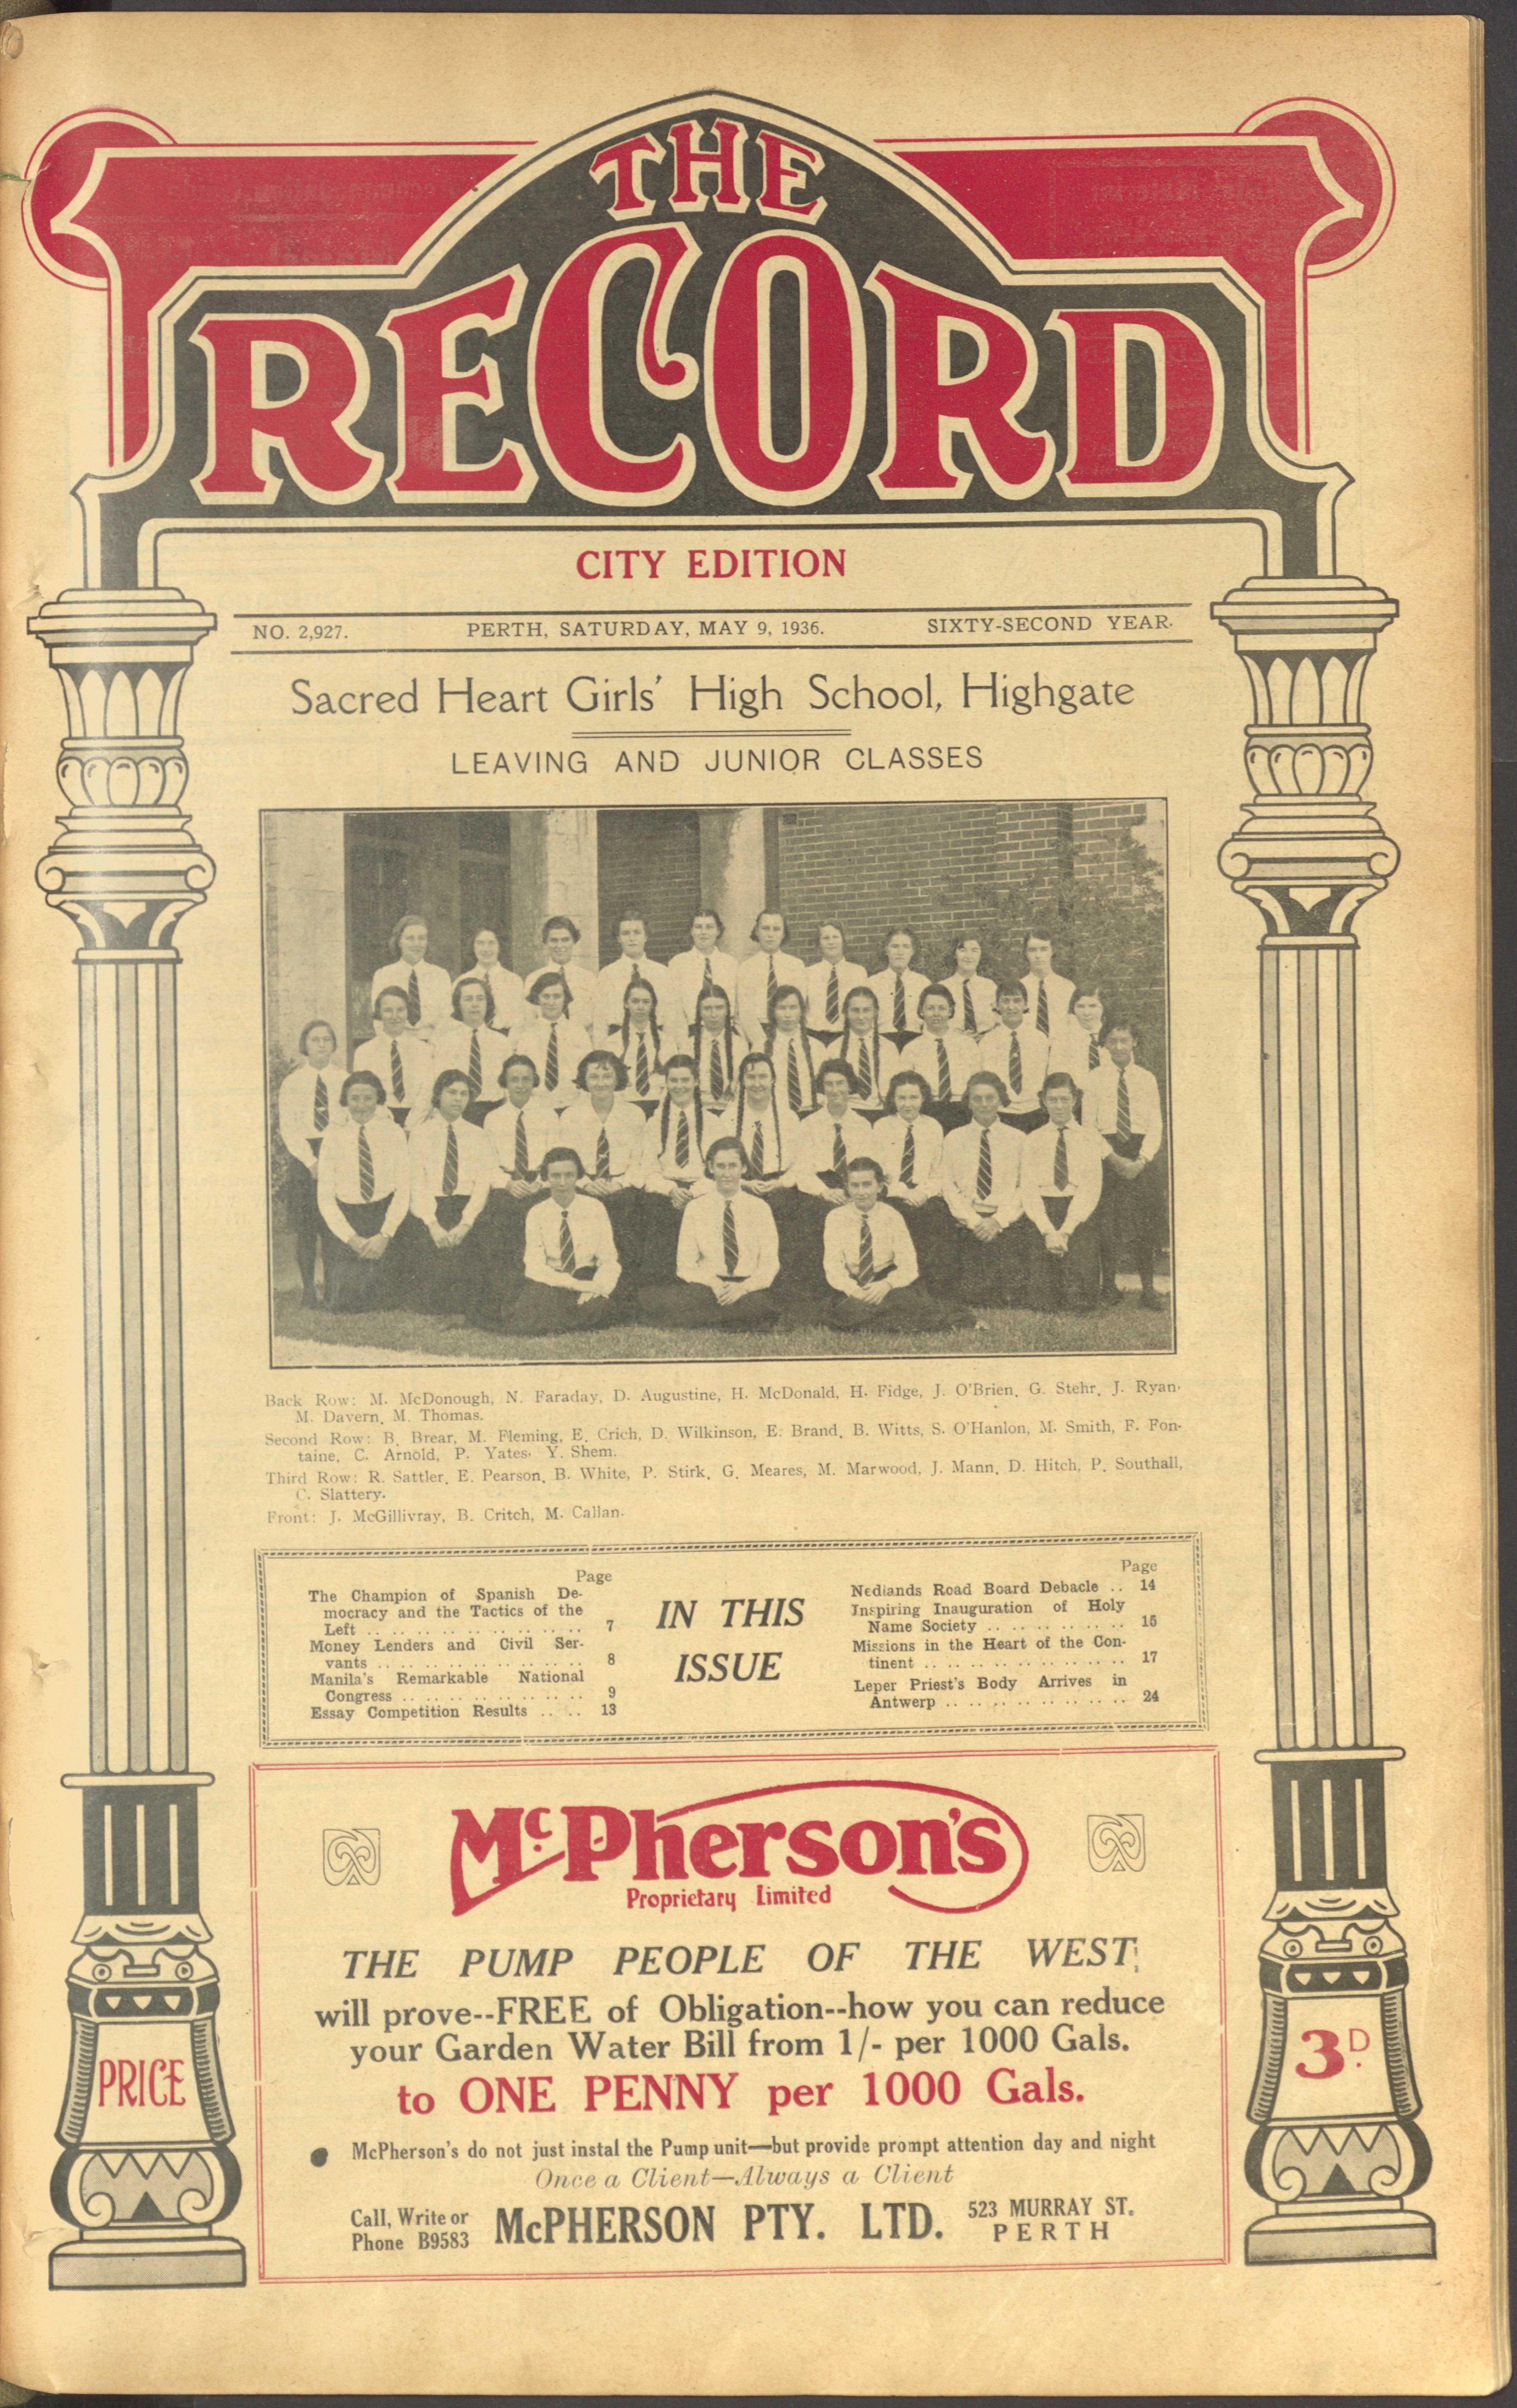 THE
RECORD
CITY EDITION
NO. 2,927. PERTH, SATURDAY, MAY 9, 1936. SIXTY-SECOND YEAR.
Sacred Heart Girls' High School, Highgate
LEAVING AND JUNIOR CLASSES
Back Row: M. McDonough, N. Faraday, D. Augustine, H. McDonald, H. Fidge, J. O'Brien, G. Stehr, J. Ryan,
M. Davern, M. Thomas.
Second Row: B. Brear, M. Fleming, E. Crich, D. Wilkinson, E. Brand, B. Witts, S. O'Hanlon, M. Smith, F. Fon-
taine, C. Arnold, P. Yates, Y. Shem.
Third Row: R. Sattler, E. Pearson, B. White, P. Stirk, G. Meares, M. Marwood, J. Mann, D. Hitch, P. Southall,
C. Slattery.
Front: J. McGillivray, B. Critch, M. Callan.
Page
The Champion of Spanish De-
mocracy and the Tactics of the
Left .. .. .. .. .. .. .. .. .. .. 7
Money Lenders and Civil Ser-
vants .. .. .. .. .. .. .. .. .. 8
Manila's Remarkable National
Congress .. .. .. .. .. .. .. .. 9
Essay Competition Results .. .. 13
IN THIS
ISSUE
Page
Nedlands Road Board Debacle .. 14
Inspiring Inauguration of Holy
Name Society .. .. .. .. .. .. 15
Missions in the Heart of the Con-
tinent .. .. .. .. .. .. .. .. .. 17
Leper Priest's Body Arrives in
Antwerp .. .. .. .. .. .. .. .. 24
McPherson's
Proprietary Limited
THE PUMP PEOPLE OF THE WEST,
will prove--FREE of Obligation--how you can reduce
your Garden Water Bill from 1/- per 1000 Gals.
to ONE PENNY per 1000 Gals.
● McPherson's do not just instal the Pump unit—but provide prompt attention day and night
Once a Client—Always a Client
Call, Write or
Phone B9583
McPHERSON PTY. LTD.
523 MURRAY ST.
PERTH
PRICE
3D.